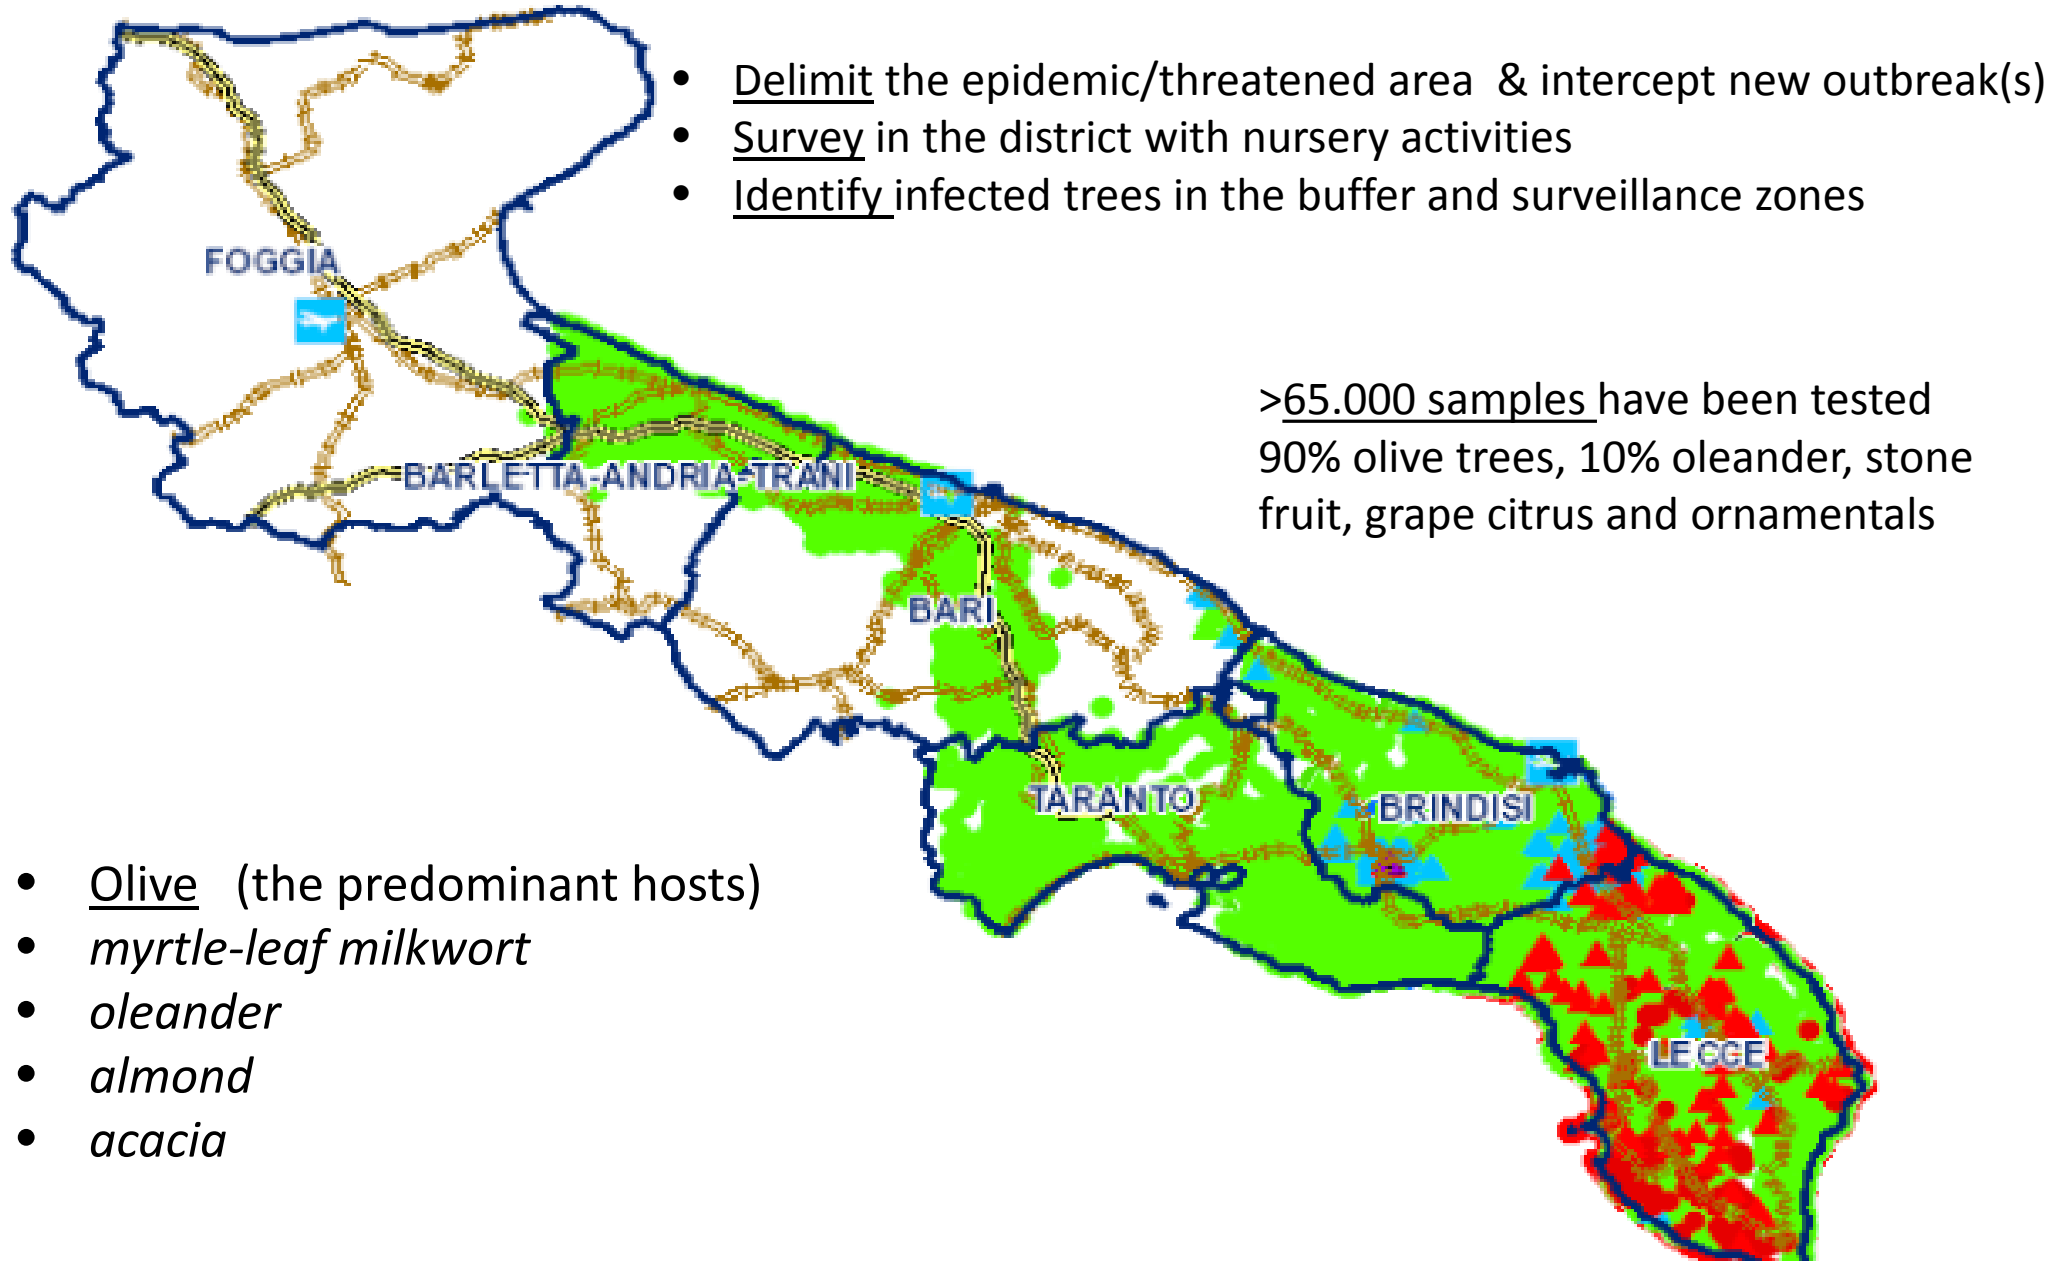 • Delimit the epidemic/threatened area & intercept new outbreak(s)
• Survey in the district with nursery activities
• Identify infected trees in the buffer and surveillance zones
FOGGIA
>65.000 samples have been tested
90% olive trees, 10% oleander, stone
fruit, grape citrus and ornamentals
BARLETTA-ANDRIA-TRANI
BARI
TARANTO
BRINDISI
LECCE
• Olive (the predominant hosts)
• myrtle-leaf milkwort
• oleander
• almond
• acacia